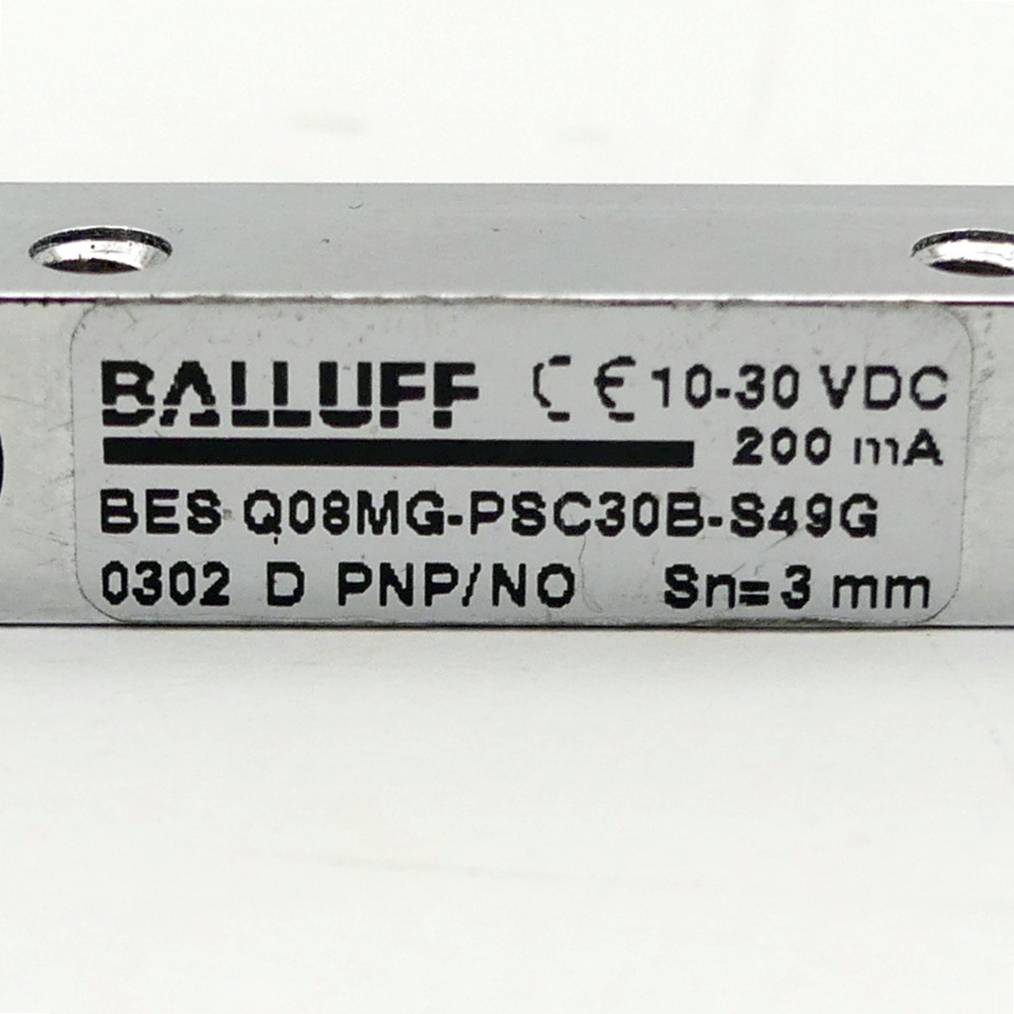 BALLUFF CE 10-30 VDC
200 mA
BES Q08MG-PSC30B-S49G
0302 D PNP/NO Sn=3 mm